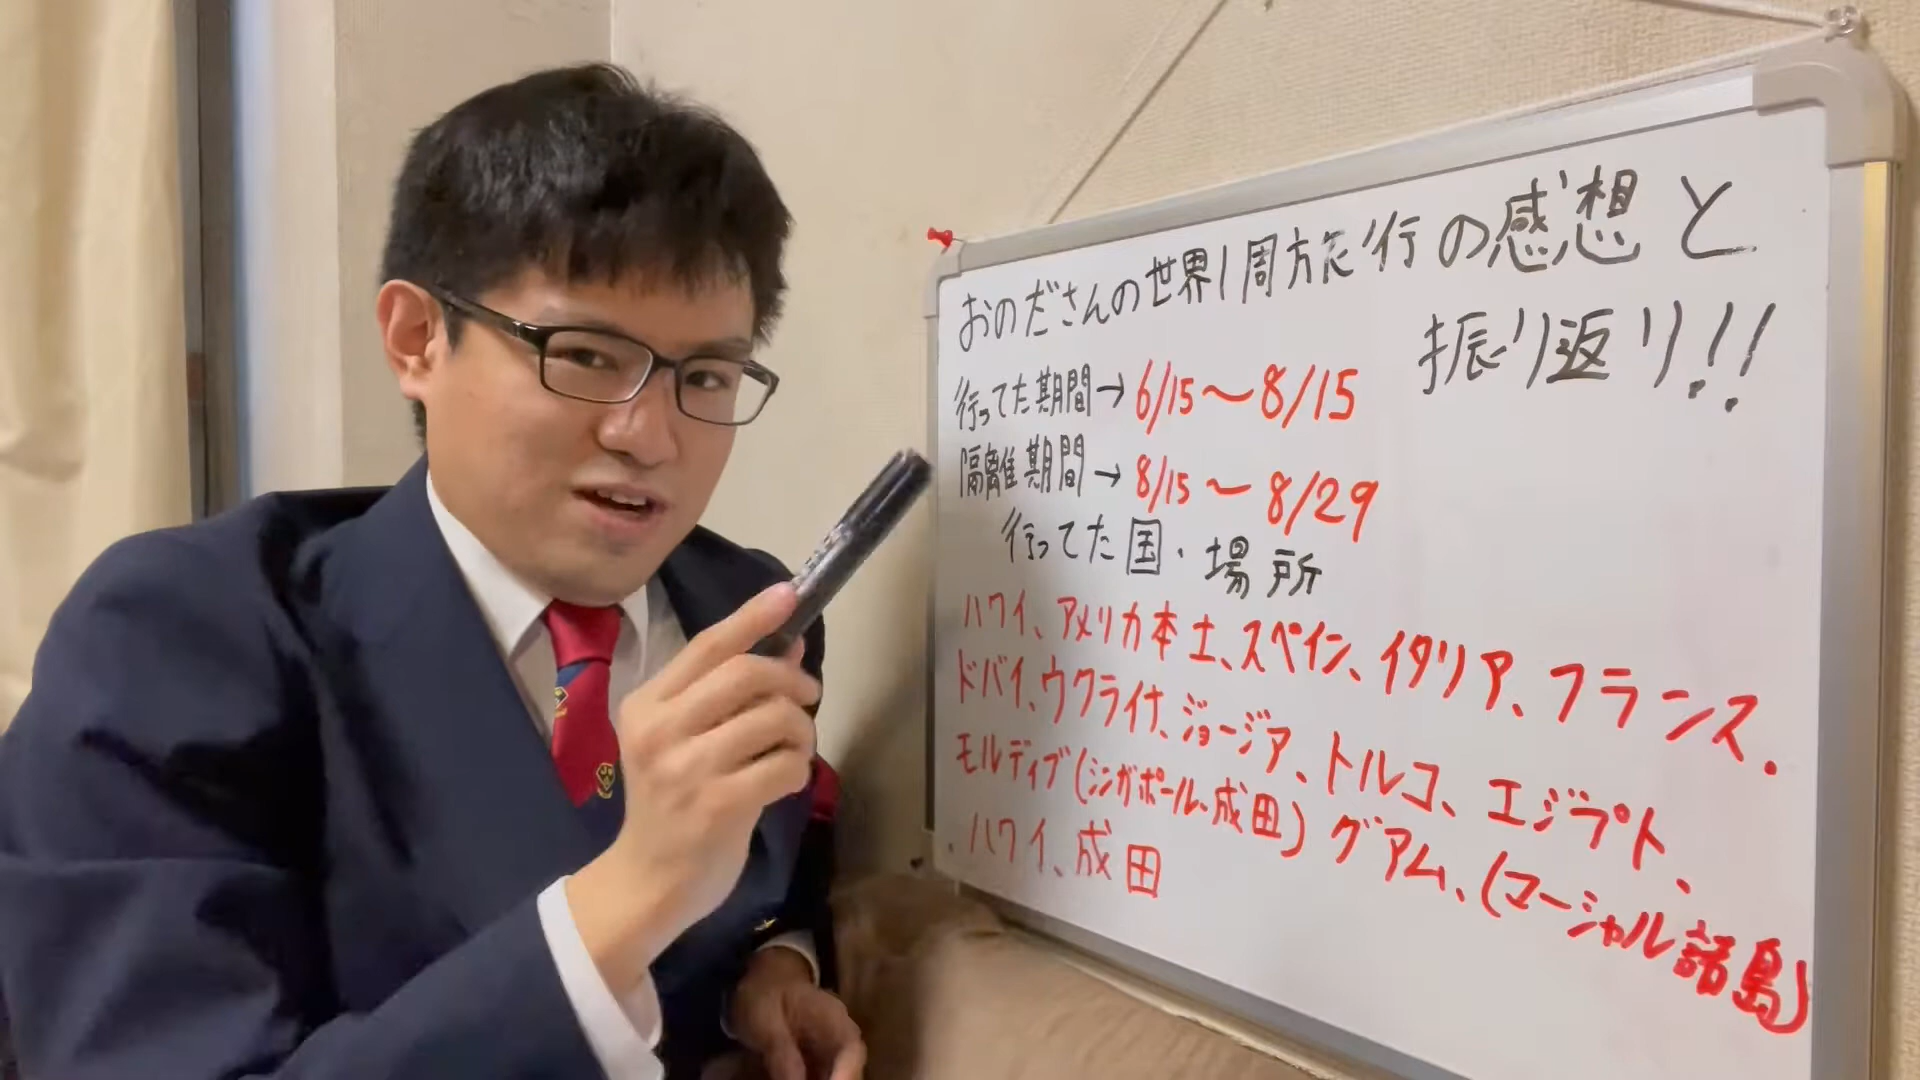 おのださんの世界1周旅行の感想と
振り返り!!
行ってた期間→6/15〜8/15
隔離期間→8/15〜8/29
行ってた国・場所
ハワイ、アメリカ本土、スペイン、イタリア、フランス、
ドバイ、ウクライナ、ジョージア、トルコ、エジプト、
モルディブ(シンガポール、成田)グアム、(マーシャル諸島)
、ハワイ、成田